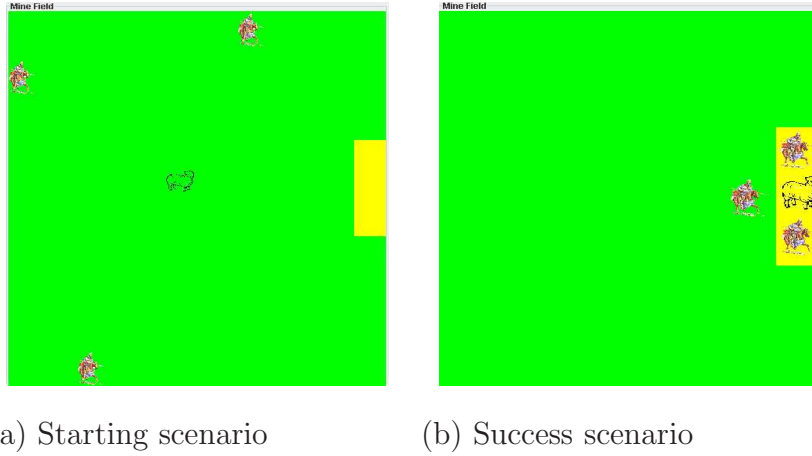 Mine Field
Mine Field
a) Starting scenario
(b) Success scenario